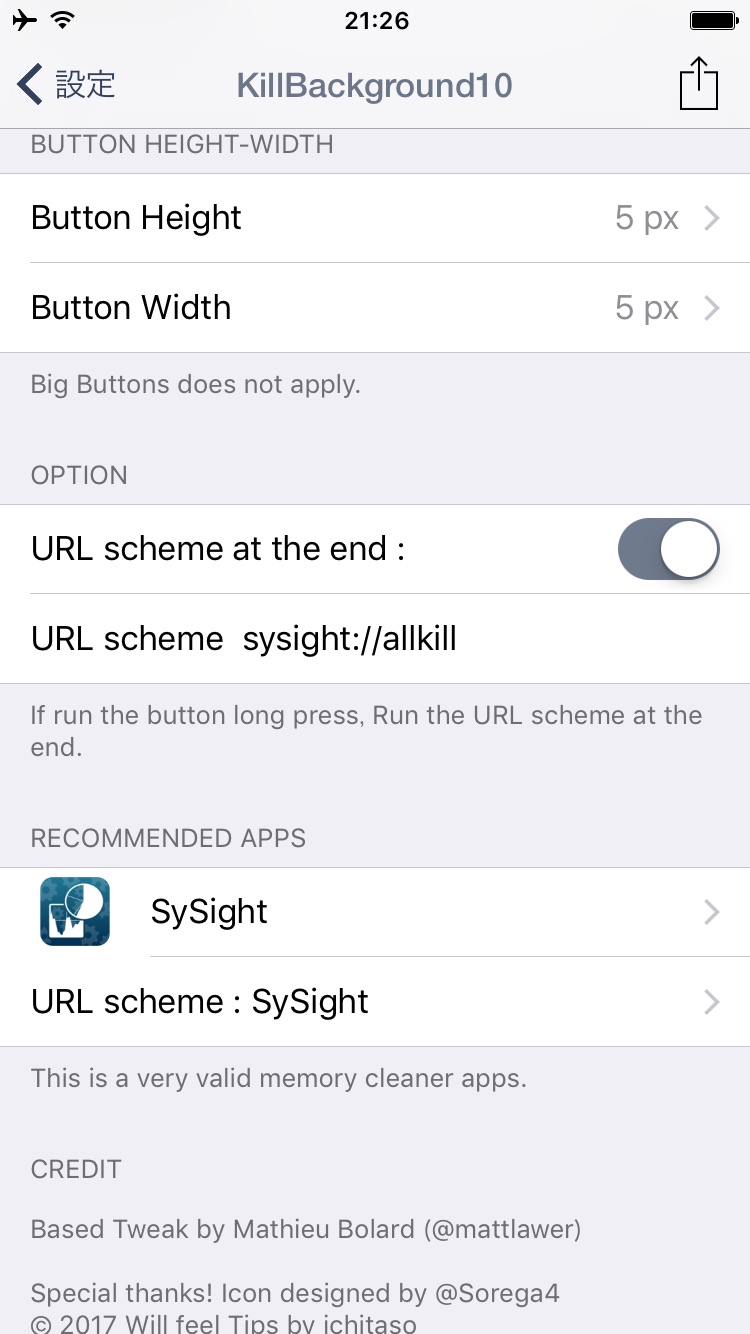 21:26
設定
KillBackground10
BUTTON HEIGHT-WIDTH
Button Height 5 px
Button Width 5 px
Big Buttons does not apply.
OPTION
URL scheme at the end :
URL scheme sysight://allkill
If run the button long press, Run the URL scheme at the
end.
RECOMMENDED APPS
SySight
URL scheme : SySight
This is a very valid memory cleaner apps.
CREDIT
Based Tweak by Mathieu Bolard (@mattlawer)
Special thanks! Icon designed by @Sorega4
© 2017 Will feel Tips by ichitaso